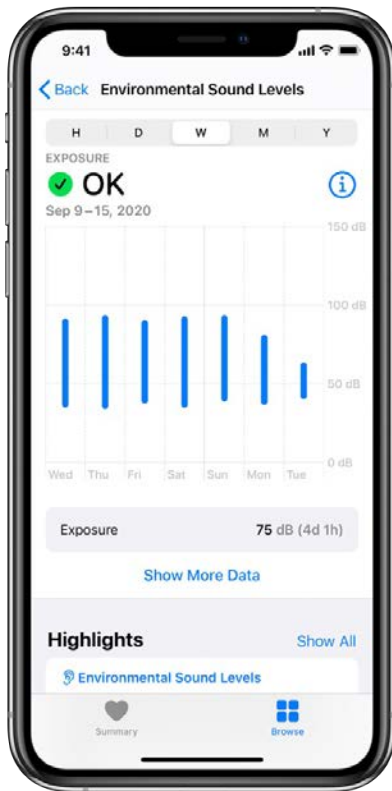 9:41
Back Environmental Sound Levels
H D W M Y
EXPOSURE
OK
Sep 9–15, 2020
150 dB
100 dB
50 dB
0 dB
Wed Thu Fri Sat Sun Mon Tue
Exposure 75 dB (4d 1h)
Show More Data
Highlights Show All
Environmental Sound Levels
Summary Browse